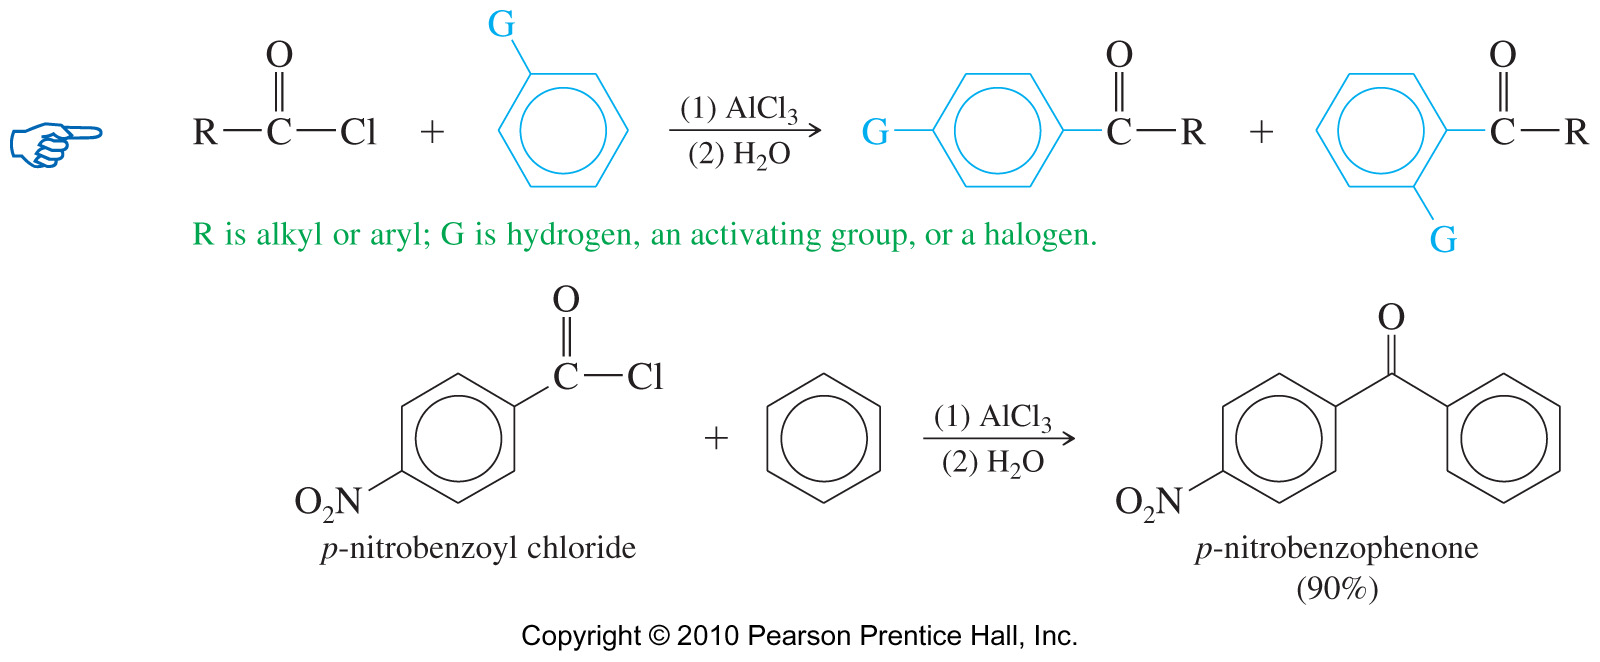 G
O O O
R—C—Cl + (1) AlCl₃ G C—R + C—R
(2) H₂O
G
R is alkyl or aryl; G is hydrogen, an activating group, or a halogen.
O O
C—Cl
+ (1) AlCl₃
(2) H₂O
O₂N O₂N
p-nitrobenzoyl chloride p-nitrobenzophenone
(90%)
Copyright © 2010 Pearson Prentice Hall, Inc.